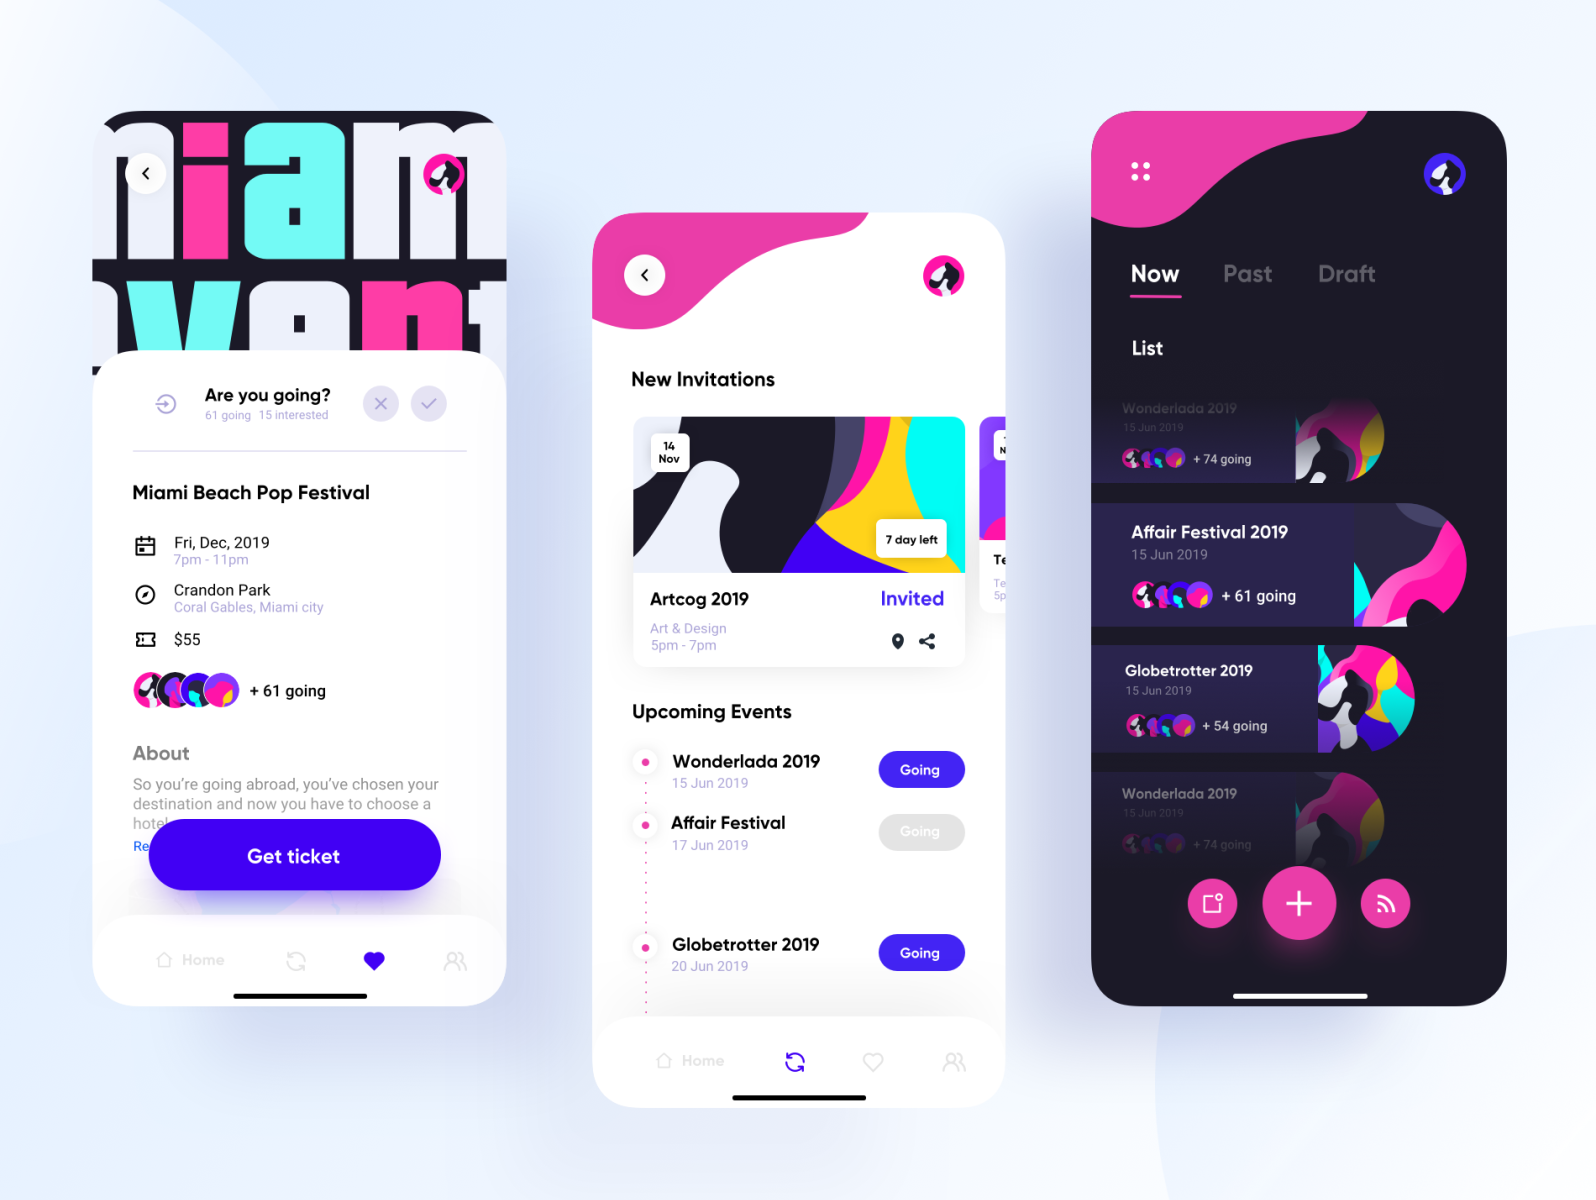 miam
vent
Are you going?
61 going 15 interested
Miami Beach Pop Festival
Fri, Dec, 2019
7pm - 11pm
Crandon Park
Coral Gables, Miami city
$55
+ 61 going
About
So you're going abroad, you've chosen your
destination and now you have to choose a
hotel
Re
Get ticket
Home
New Invitations
14
Nov
7 day left
Artcog 2019
Invited
Art & Design
5pm - 7pm
Te
Te
5p
Upcoming Events
Wonderlada 2019
15 Jun 2019
Going
Affair Festival
17 Jun 2019
Going
Globetrotter 2019
20 Jun 2019
Going
Home
Now Past Draft
List
Wonderlada 2019
15 Jun 2019
+ 74 going
Affair Festival 2019
15 Jun 2019
+ 61 going
Globetrotter 2019
15 Jun 2019
+ 54 going
Wonderlada 2019
15 Jun 2019
+ 74 going